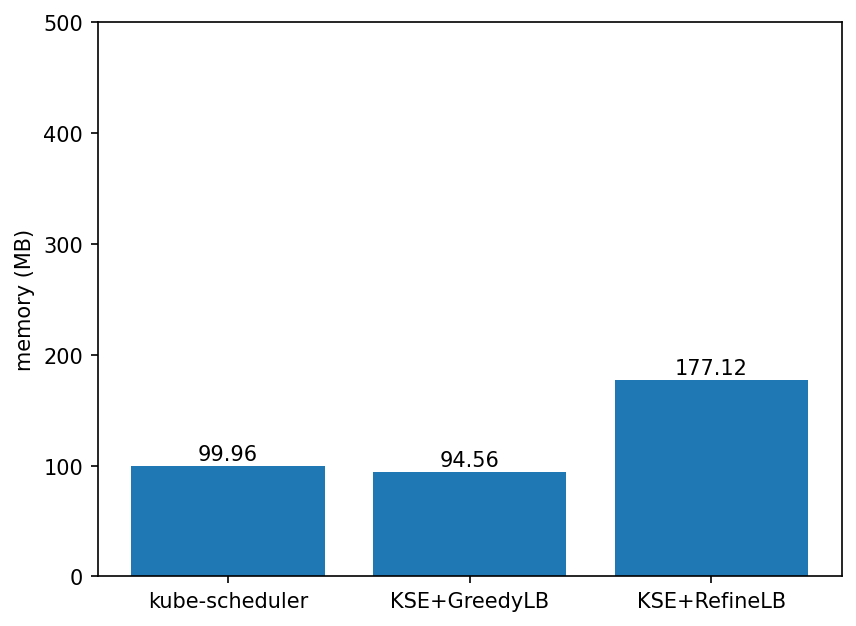 500
400
300
200
100
0
memory (MB)
99.96
94.56
177.12
kube-scheduler
KSE+GreedyLB
KSE+RefineLB